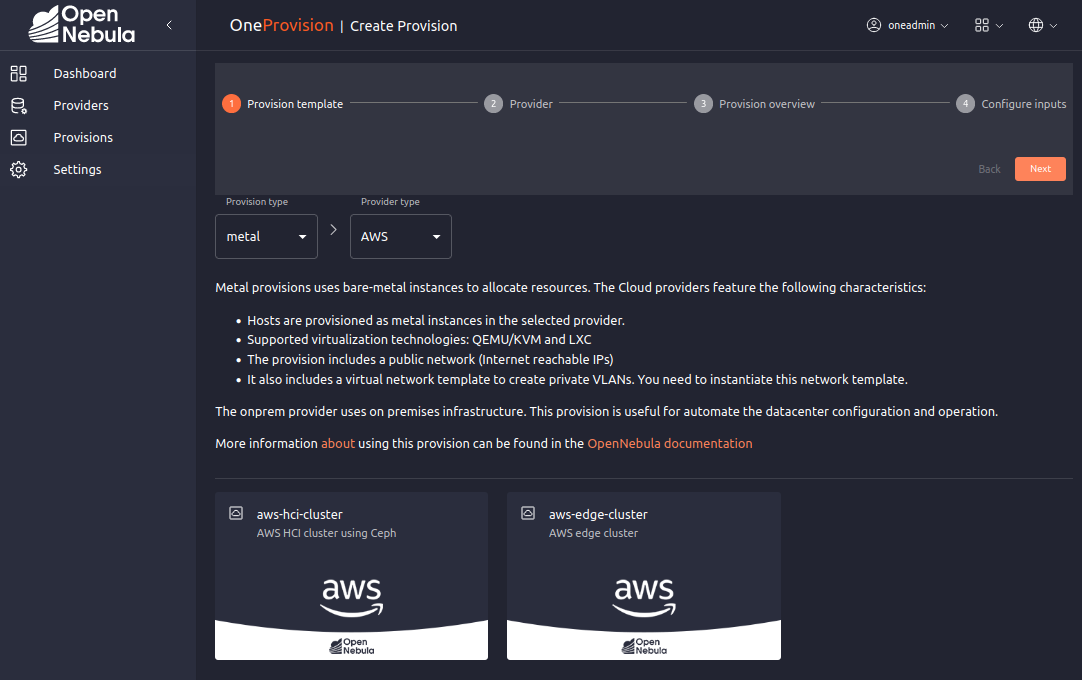 Open
Nebula
OneProvision | Create Provision
oneadmin
Dashboard
Providers
Provisions
Settings
1 Provision template
2 Provider
3 Provision overview
4 Configure inputs
Back
Next
Provision type
Provider type
metal
AWS
Metal provisions uses bare-metal instances to allocate resources. The Cloud providers feature the following characteristics:
• Hosts are provisioned as metal instances in the selected provider.
• Supported virtualization technologies: QEMU/KVM and LXC
• The provision includes a public network (Internet reachable IPs)
• It also includes a virtual network template to create private VLANs. You need to instantiate this network template.
The onprem provider uses on premises infrastructure. This provision is useful for automate the datacenter configuration and operation.
More information about using this provision can be found in the OpenNebula documentation
aws-hci-cluster
AWS HCI cluster using Ceph
aws
Open
Nebula
aws-edge-cluster
AWS edge cluster
aws
Open
Nebula